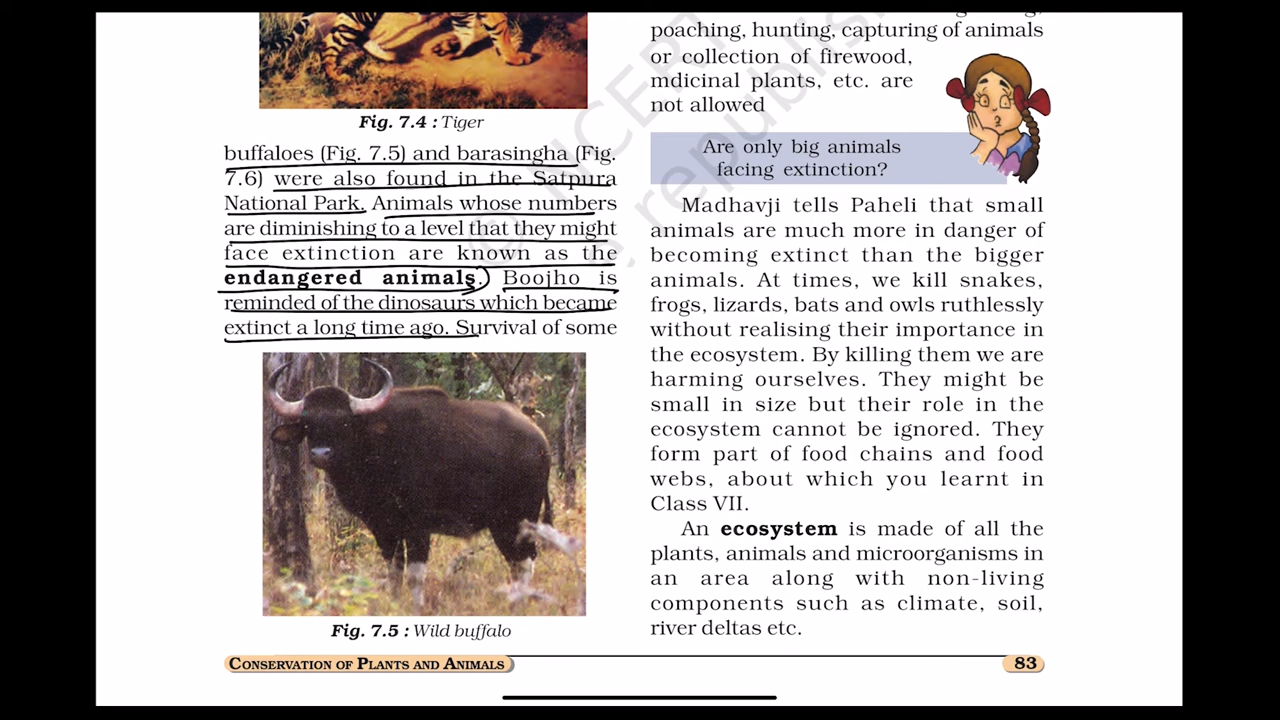 Fig. 7.4 : Tiger
buffaloes (Fig. 7.5) and barasingha (Fig.
7.6) were also found in the Satpura
National Park. Animals whose numbers
are diminishing to a level that they might
face extinction are known as the
endangered animals. Boojho is
reminded of the dinosaurs which became
extinct a long time ago. Survival of some
Fig. 7.5 : Wild buffalo
poaching, hunting, capturing of animals
or collection of firewood,
mdicinal plants, etc. are
not allowed
Are only big animals
facing extinction?
Madhavji tells Paheli that small
animals are much more in danger of
becoming extinct than the bigger
animals. At times, we kill snakes,
frogs, lizards, bats and owls ruthlessly
without realising their importance in
the ecosystem. By killing them we are
harming ourselves. They might be
small in size but their role in the
ecosystem cannot be ignored. They
form part of food chains and food
webs, about which you learnt in
Class VII.
An ecosystem is made of all the
plants, animals and microorganisms in
an area along with non-living
components such as climate, soil,
river deltas etc.
CONSERVATION OF PLANTS AND ANIMALS
83
© NCERT
republis